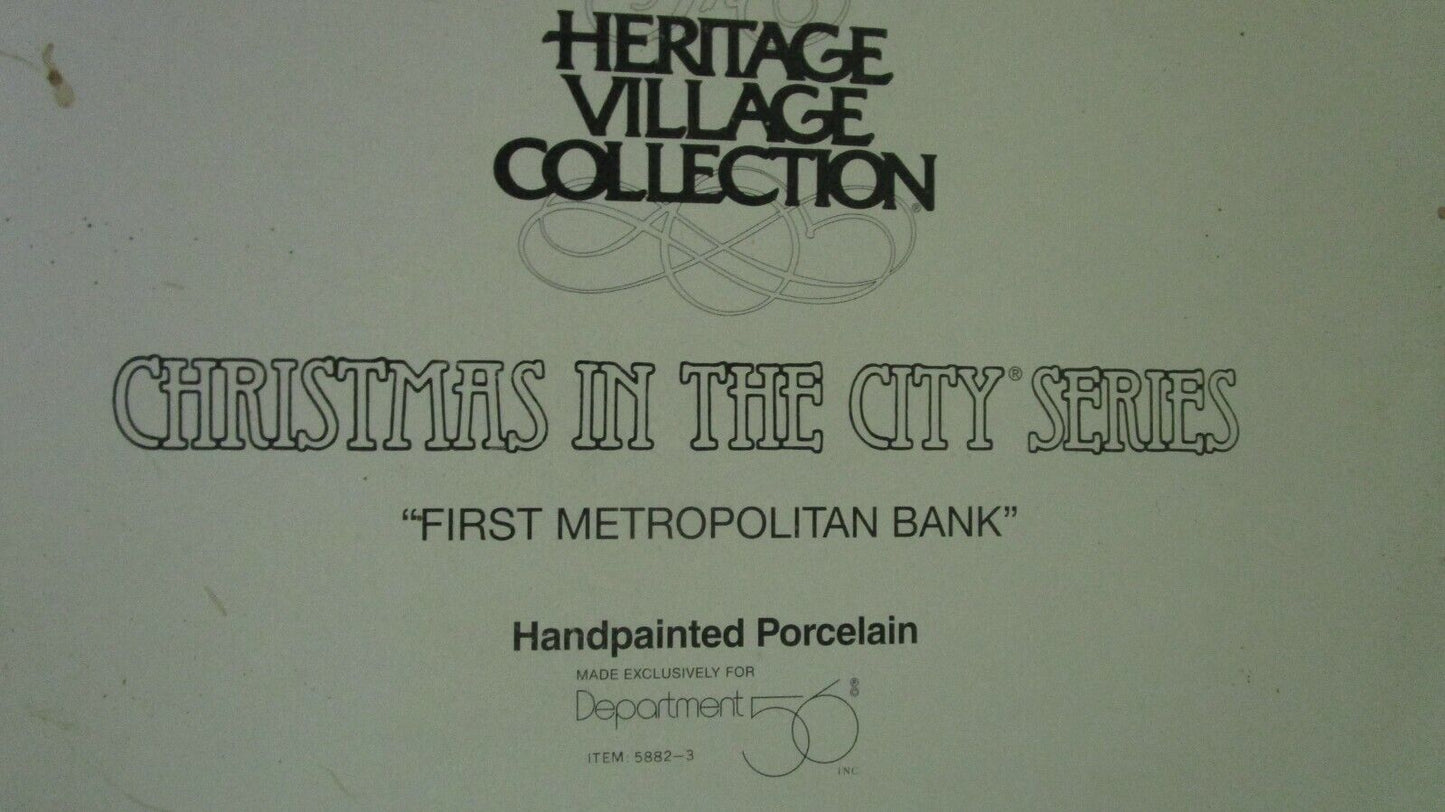 HERITAGE
VILLAGE
COLLECTION®
CHRISTMAS IN THE CITY® SERIES
“FIRST METROPOLITAN BANK”
Handpainted Porcelain
MADE EXCLUSIVELY FOR
Department 56®©
ITEM: 5882-3
INC